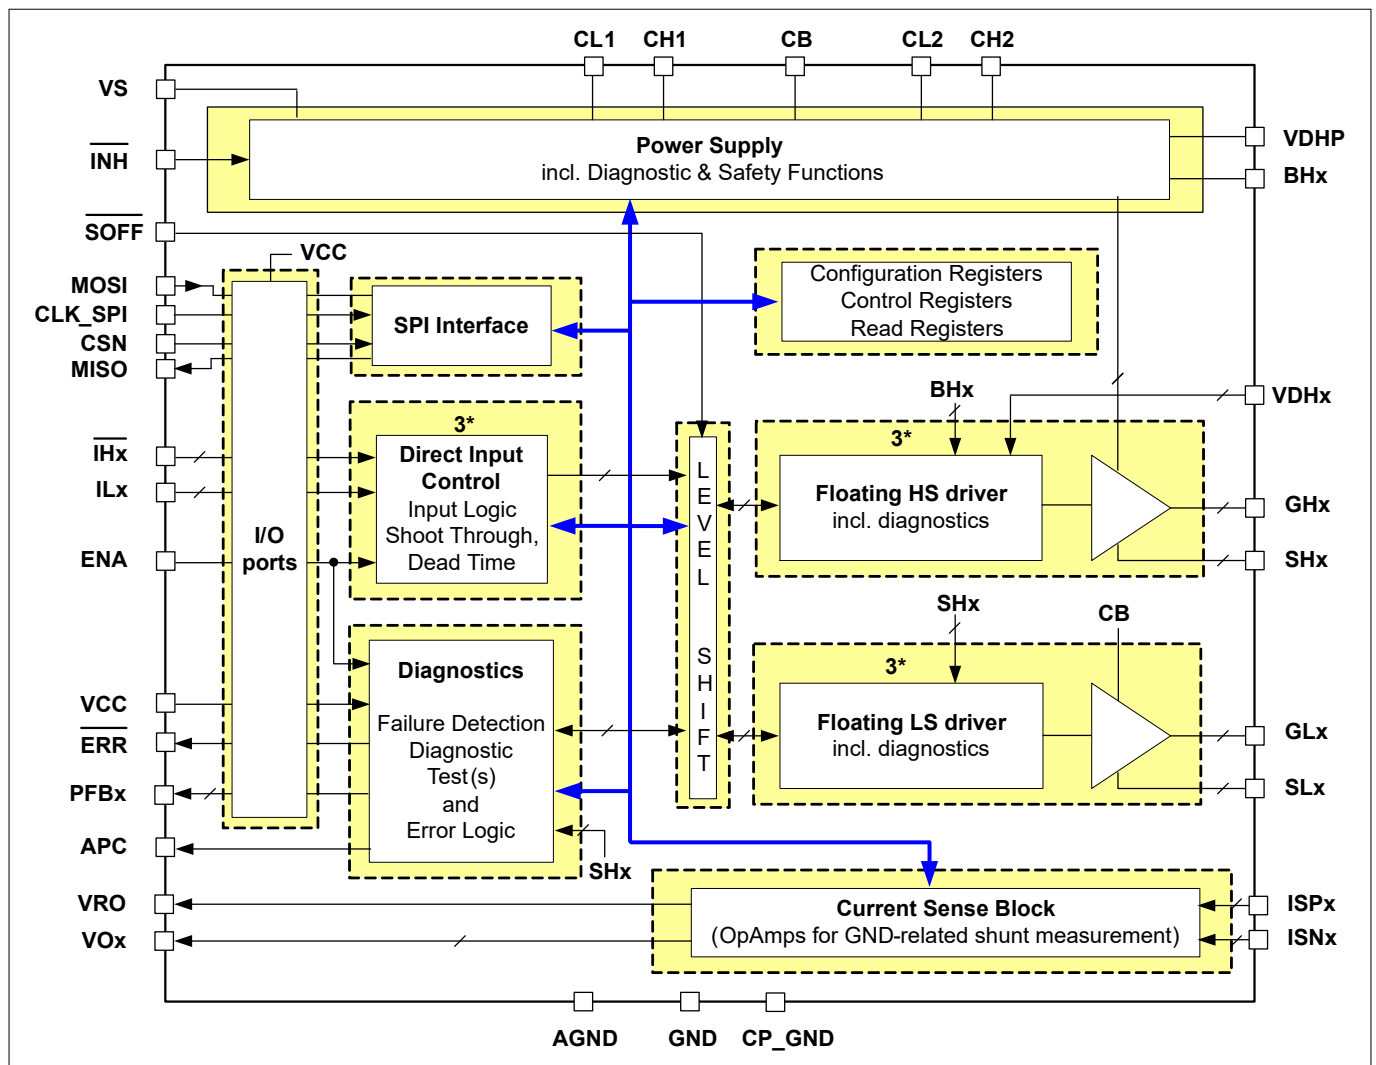 CL1 CH1 CB CL2 CH2
VS
INH
SOFF
MOSI
CLK_SPI
CSN
MISO
IHx
ILx
ENA
VCC
ERR
PFBx
APC
VRO
VOx
Power Supply
incl. Diagnostic & Safety Functions
VDHP
BHx
VCC
I/O
ports
SPI Interface
Configuration Registers
Control Registers
Read Registers
3*
Direct Input
Control
Input Logic
Shoot Through,
Dead Time
Diagnostics
Failure Detection
Diagnostic
Test(s)
and
Error Logic
SHx
LEVEL SHIFT
BHx
VDHx
3*
Floating HS driver
incl. diagnostics
GHx
SHx
SHx
CB
3*
Floating LS driver
incl. diagnostics
GLx
SLx
Current Sense Block
(OpAmps for GND-related shunt measurement)
ISPx
ISNx
AGND GND CP_GND